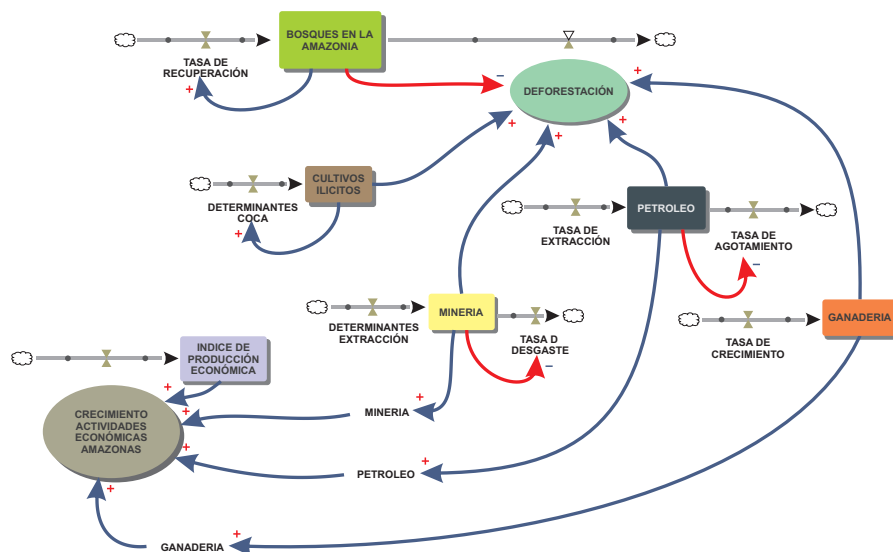 BOSQUES EN LA
AMAZONIA
TASA DE
RECUPERACIÓN
+
−
+
DEFORESTACIÓN
+
+
+
CULTIVOS
ILICITOS
DETERMINANTES
COCA
+
PETROLEO
TASA DE
EXTRACCIÓN
TASA DE
AGOTAMIENTO
−
MINERIA
DETERMINANTES
EXTRACCIÓN
TASA D
DESGASTE
−
GANADERIA
TASA DE
CRECIMIENTO
INDICE DE
PRODUCCIÓN
ECONÓMICA
+
CRECIMIENTO
ACTIVIDADES
ECONÓMICAS
AMAZONAS
+
MINERIA
+
+
PETROLEO
+
+
GANADERIA
+